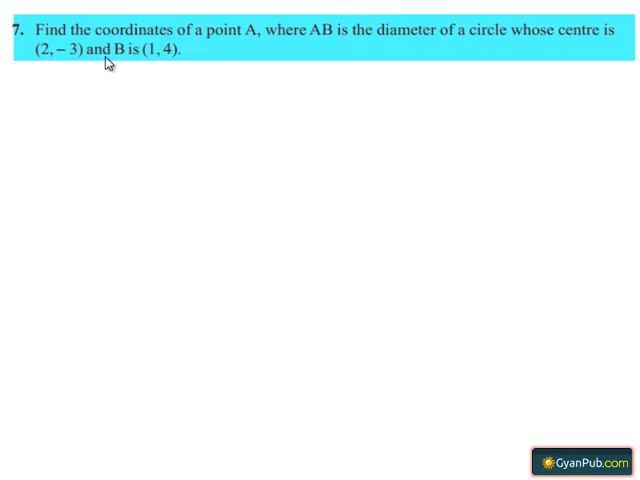 7. Find the coordinates of a point A, where AB is the diameter of a circle whose centre is
(2, – 3) and B is (1, 4).
GyanPub.com